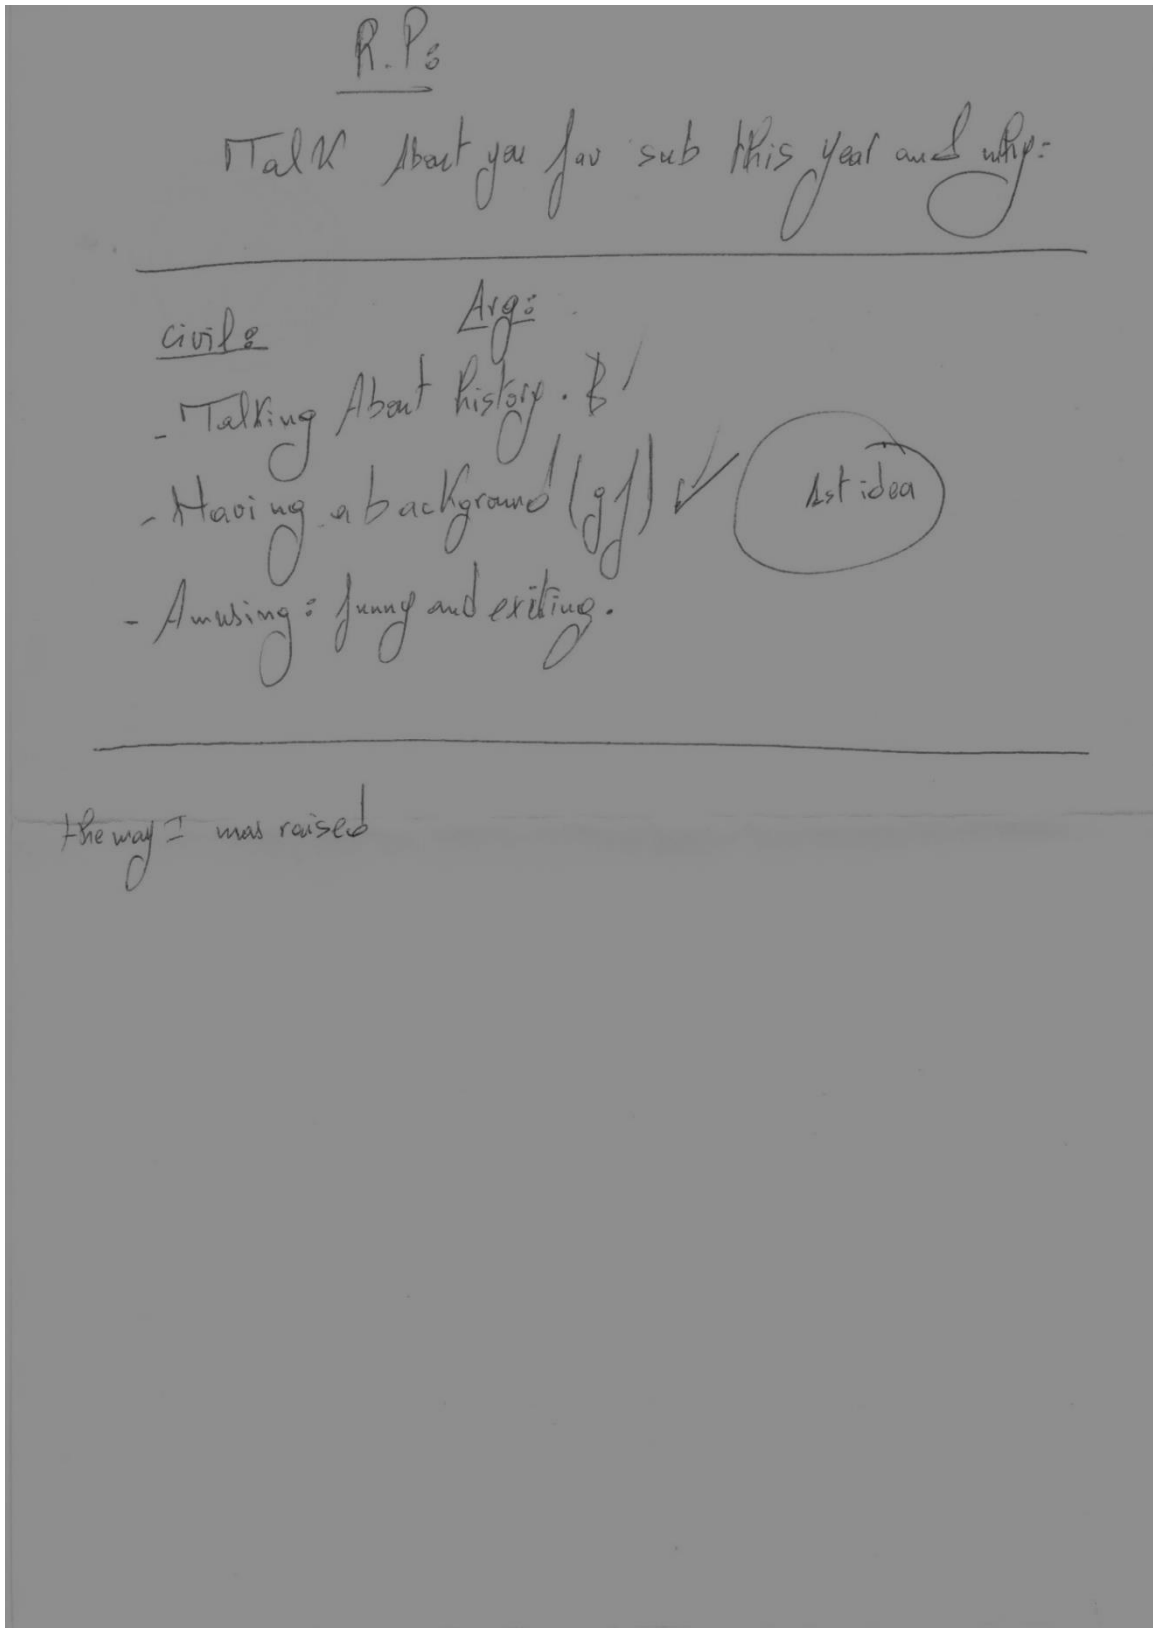 R.P:
Talk About you fav sub this year and why:
Arg:
civil:
- Talking About history.
- Having a background (gf) ✓
1st idea
- Amusing: funny and exiting.
the way I was raised